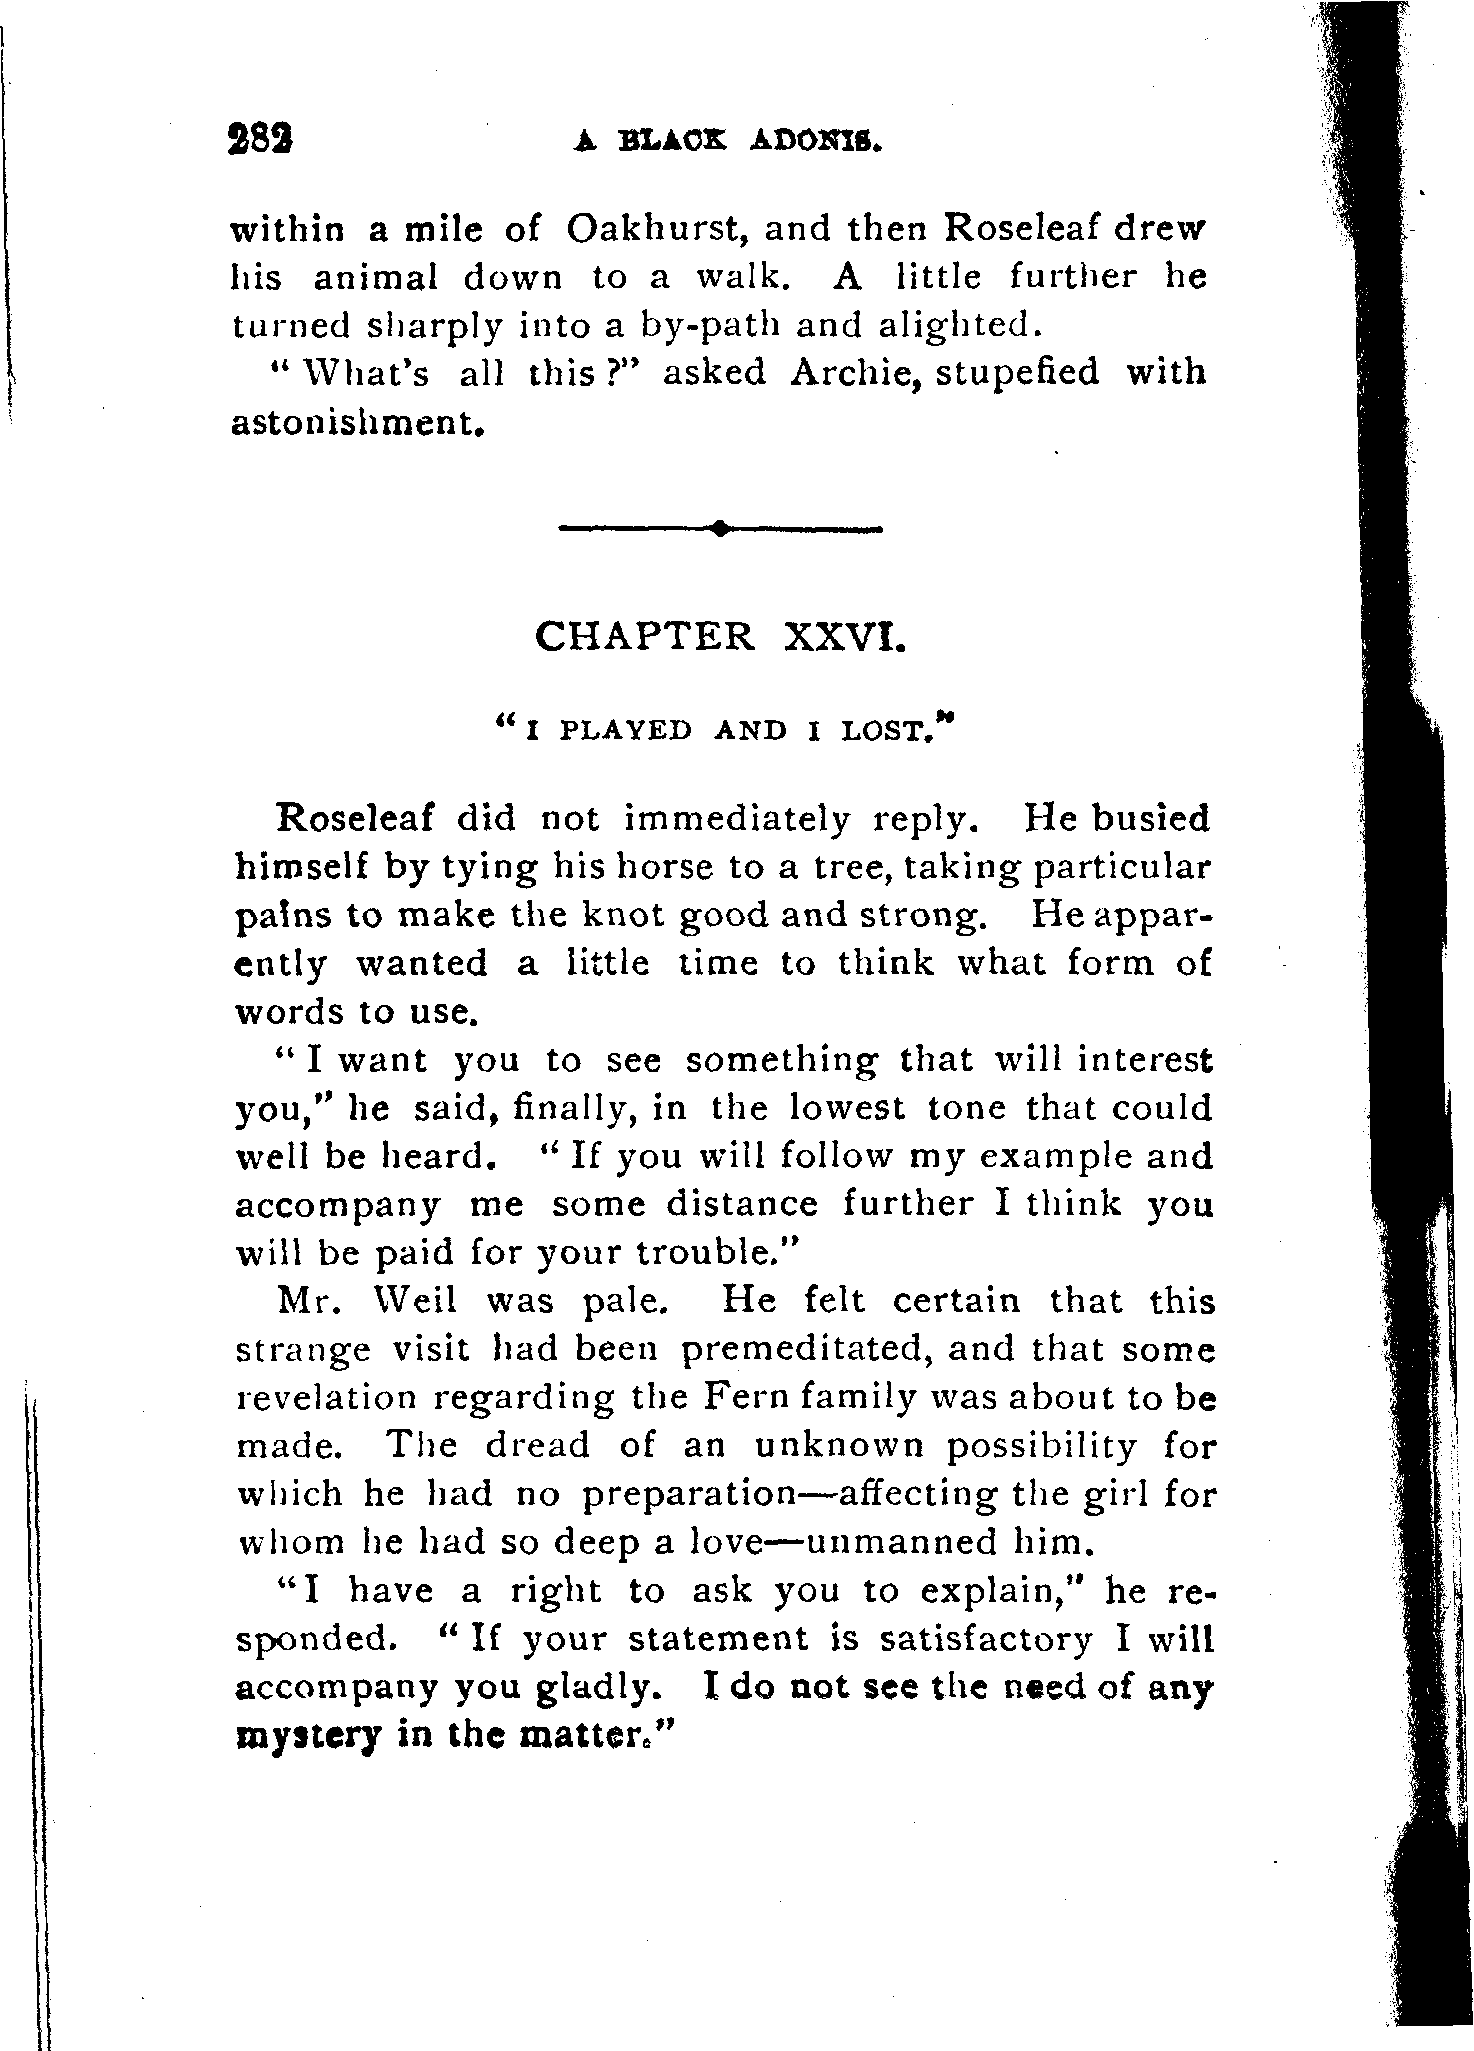 282 A BLACK ADONIS.
within a mile of Oakhurst, and then Roseleaf drew
his animal down to a walk. A little further he
turned sharply into a by-path and alighted.
" What's all this ?" asked Archie, stupefied with
astonishment.
CHAPTER XXVI.
" I PLAYED AND I LOST."
Roseleaf did not immediately reply. He busied
himself by tying his horse to a tree, taking particular
pains to make the knot good and strong. He appar-
ently wanted a little time to think what form of
words to use.
" I want you to see something that will interest
you," he said, finally, in the lowest tone that could
well be heard. " If you will follow my example and
accompany me some distance further I think you
will be paid for your trouble."
Mr. Weil was pale. He felt certain that this
strange visit had been premeditated, and that some
revelation regarding the Fern family was about to be
made. The dread of an unknown possibility for
which he had no preparation—affecting the girl for
whom he had so deep a love—unmanned him.
"I have a right to ask you to explain," he re-
sponded. " If your statement is satisfactory I will
accompany you gladly. I do not see the need of any
mystery in the matter."